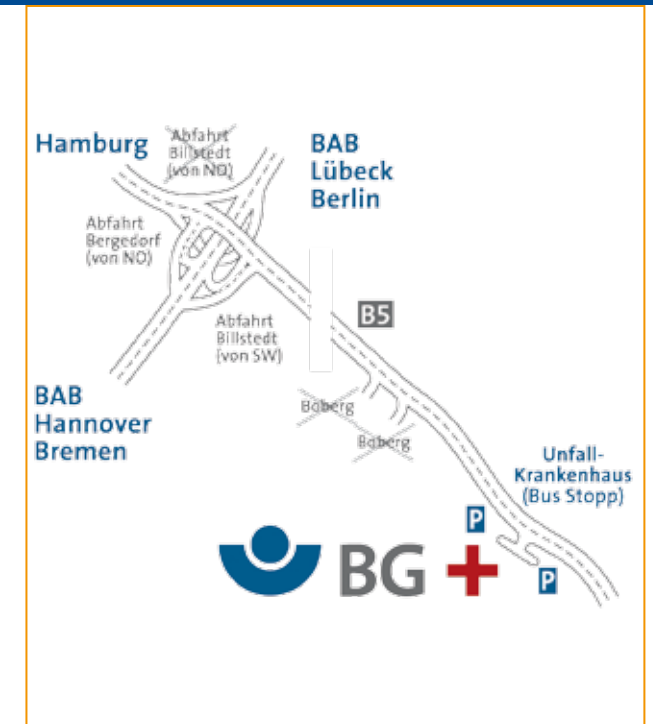 Hamburg
Abfahrt
Billstedt
(von NO)
BAB
Lübeck
Berlin
Abfahrt
Bergedorf
(von NO)
B5
Abfahrt
Billstedt
(von SW)
BAB
Hannover
Bremen
Boberg
Boberg
Unfall-
Krankenhaus
(Bus Stopp)
P
BG
P